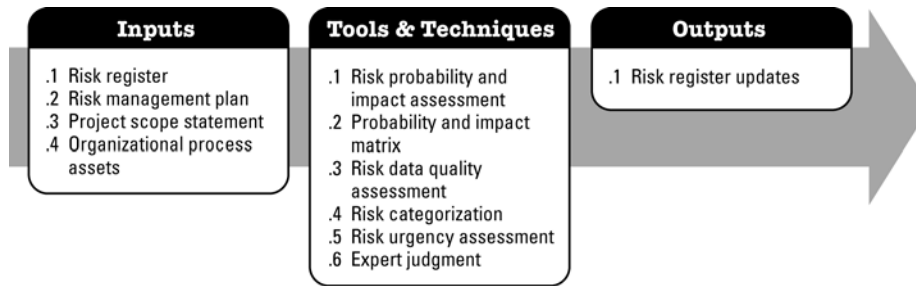 Inputs
.1 Risk register
.2 Risk management plan
.3 Project scope statement
.4 Organizational process
assets
Tools & Techniques
.1 Risk probability and
impact assessment
.2 Probability and impact
matrix
.3 Risk data quality
assessment
.4 Risk categorization
.5 Risk urgency assessment
.6 Expert judgment
Outputs
.1 Risk register updates